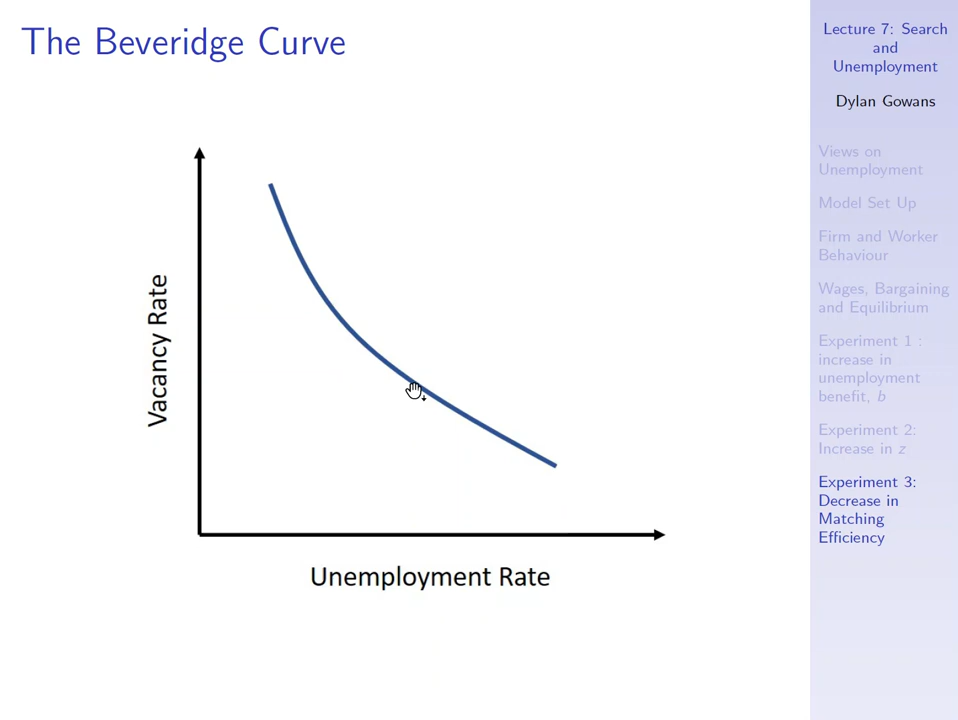 The Beveridge Curve
Vacancy Rate
Unemployment Rate
Lecture 7: Search
and
Unemployment
Dylan Gowans
Views on
Unemployment
Model Set Up
Firm and Worker
Behaviour
Wages, Bargaining
and Equilibrium
Experiment 1 :
increase in
unemployment
benefit, b
Experiment 2:
Increase in z
Experiment 3:
Decrease in
Matching
Efficiency